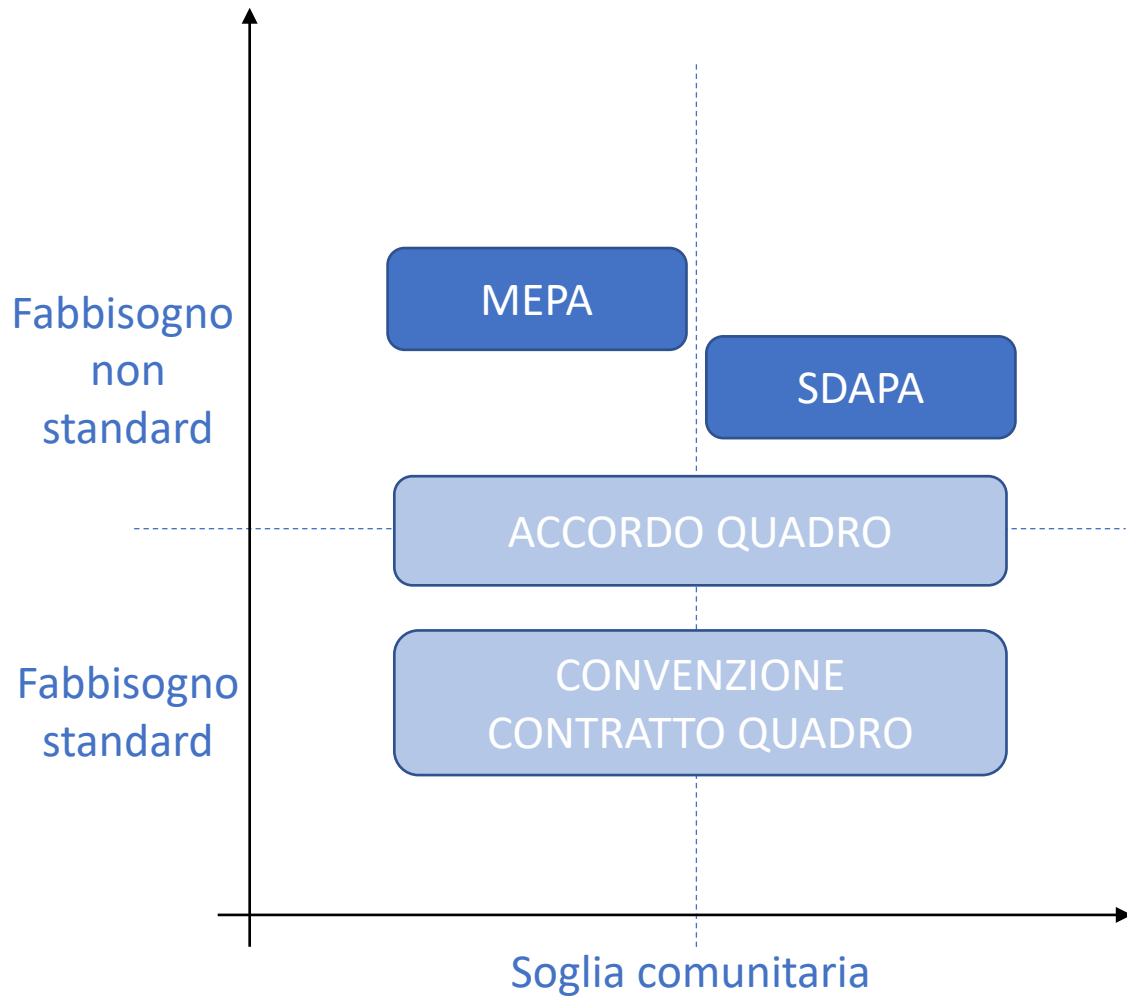 MEPA
Fabbisogno
non
standard
SDAPA
ACCORDO QUADRO
Fabbisogno
standard
CONVENZIONE
CONTRATTO QUADRO
Soglia comunitaria